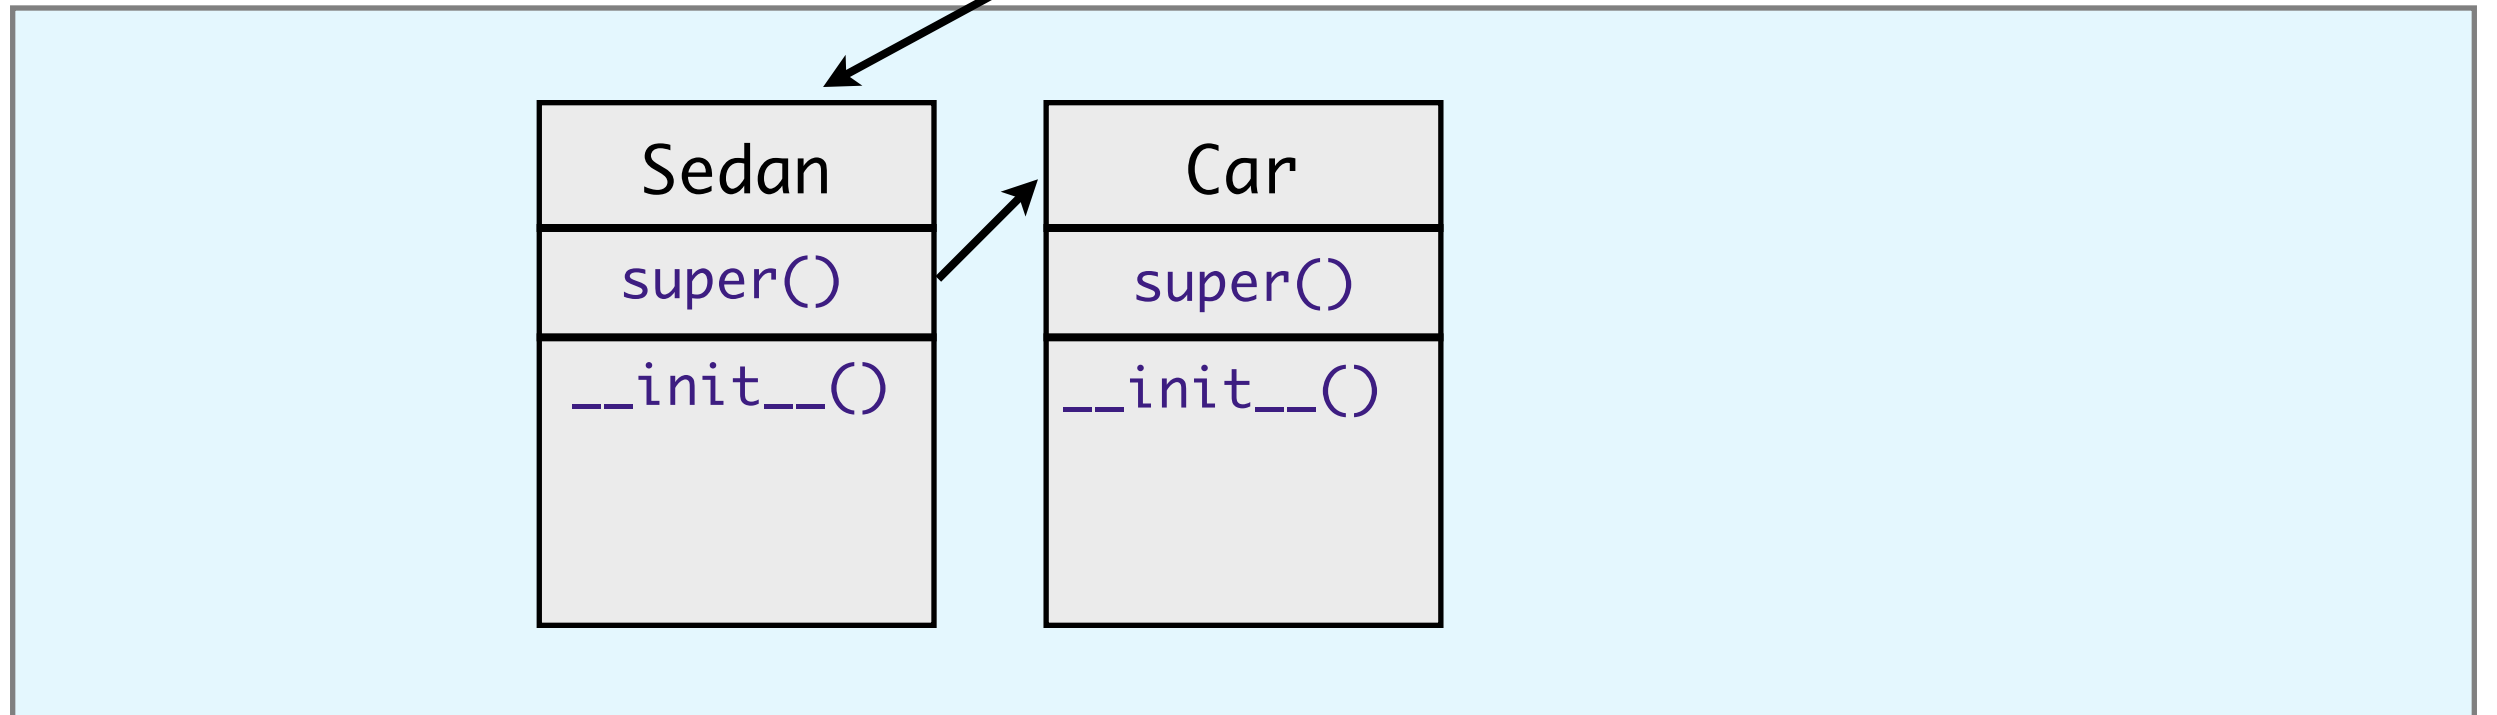 Sedan
super()
__init__()
Car
super()
__init__()